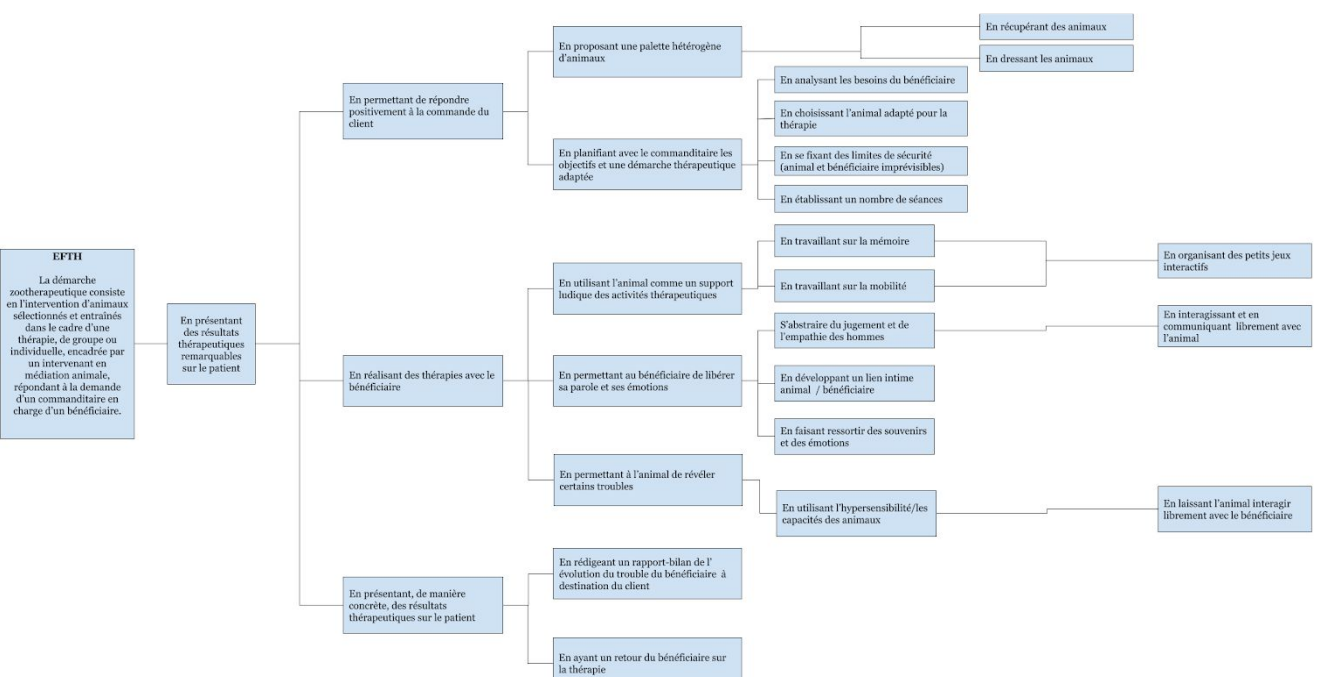 EFTH
La démarche
zootherapeutique consiste
en l'intervention d'animaux
sélectionnés et entraînés
dans le cadre d'une
thérapie, de groupe ou
individuelle, encadrée par
un intervenant en
médiation animale,
répondant à la demande
d'un commanditaire en
charge d'un bénéficiaire.
En présentant
des résultats
thérapeutiques
remarquables
sur le patient
En permettant de répondre
positivement à la commande du
client
En proposant une palette hétérogène
d'animaux
En récupérant des animaux
En dressant les animaux
En planifiant avec le commanditaire les
objectifs et une démarche thérapeutique
adaptée
En analysant les besoins du bénéficiaire
En choisissant l'animal adapté pour la
thérapie
En se fixant des limites de sécurité
(animal et bénéficiaire imprévisibles)
En établissant un nombre de séances
En réalisant des thérapies avec le
bénéficiaire
En utilisant l'animal comme un support
ludique des activités thérapeutiques
En travaillant sur la mémoire
En travaillant sur la mobilité
En organisant des petits jeux
interactifs
En permettant au bénéficiaire de libérer
sa parole et ses émotions
S'abstraire du jugement et de
l'empathie des hommes
En interagissant et en
communiquant  librement avec
l'animal
En développant un lien intime
animal  / bénéficiaire
En faisant ressortir des souvenirs
et des émotions
En permettant à l'animal de révéler
certains troubles
En utilisant l'hypersensibilité/les
capacités des animaux
En laissant l'animal interagir
librement avec le bénéficiaire
En présentant, de manière
concrète, des résultats
thérapeutiques sur le patient
En rédigeant un rapport-bilan de l'
évolution du trouble du bénéficiaire  à
destination du client
En ayant un retour du bénéficiaire sur
la thérapie